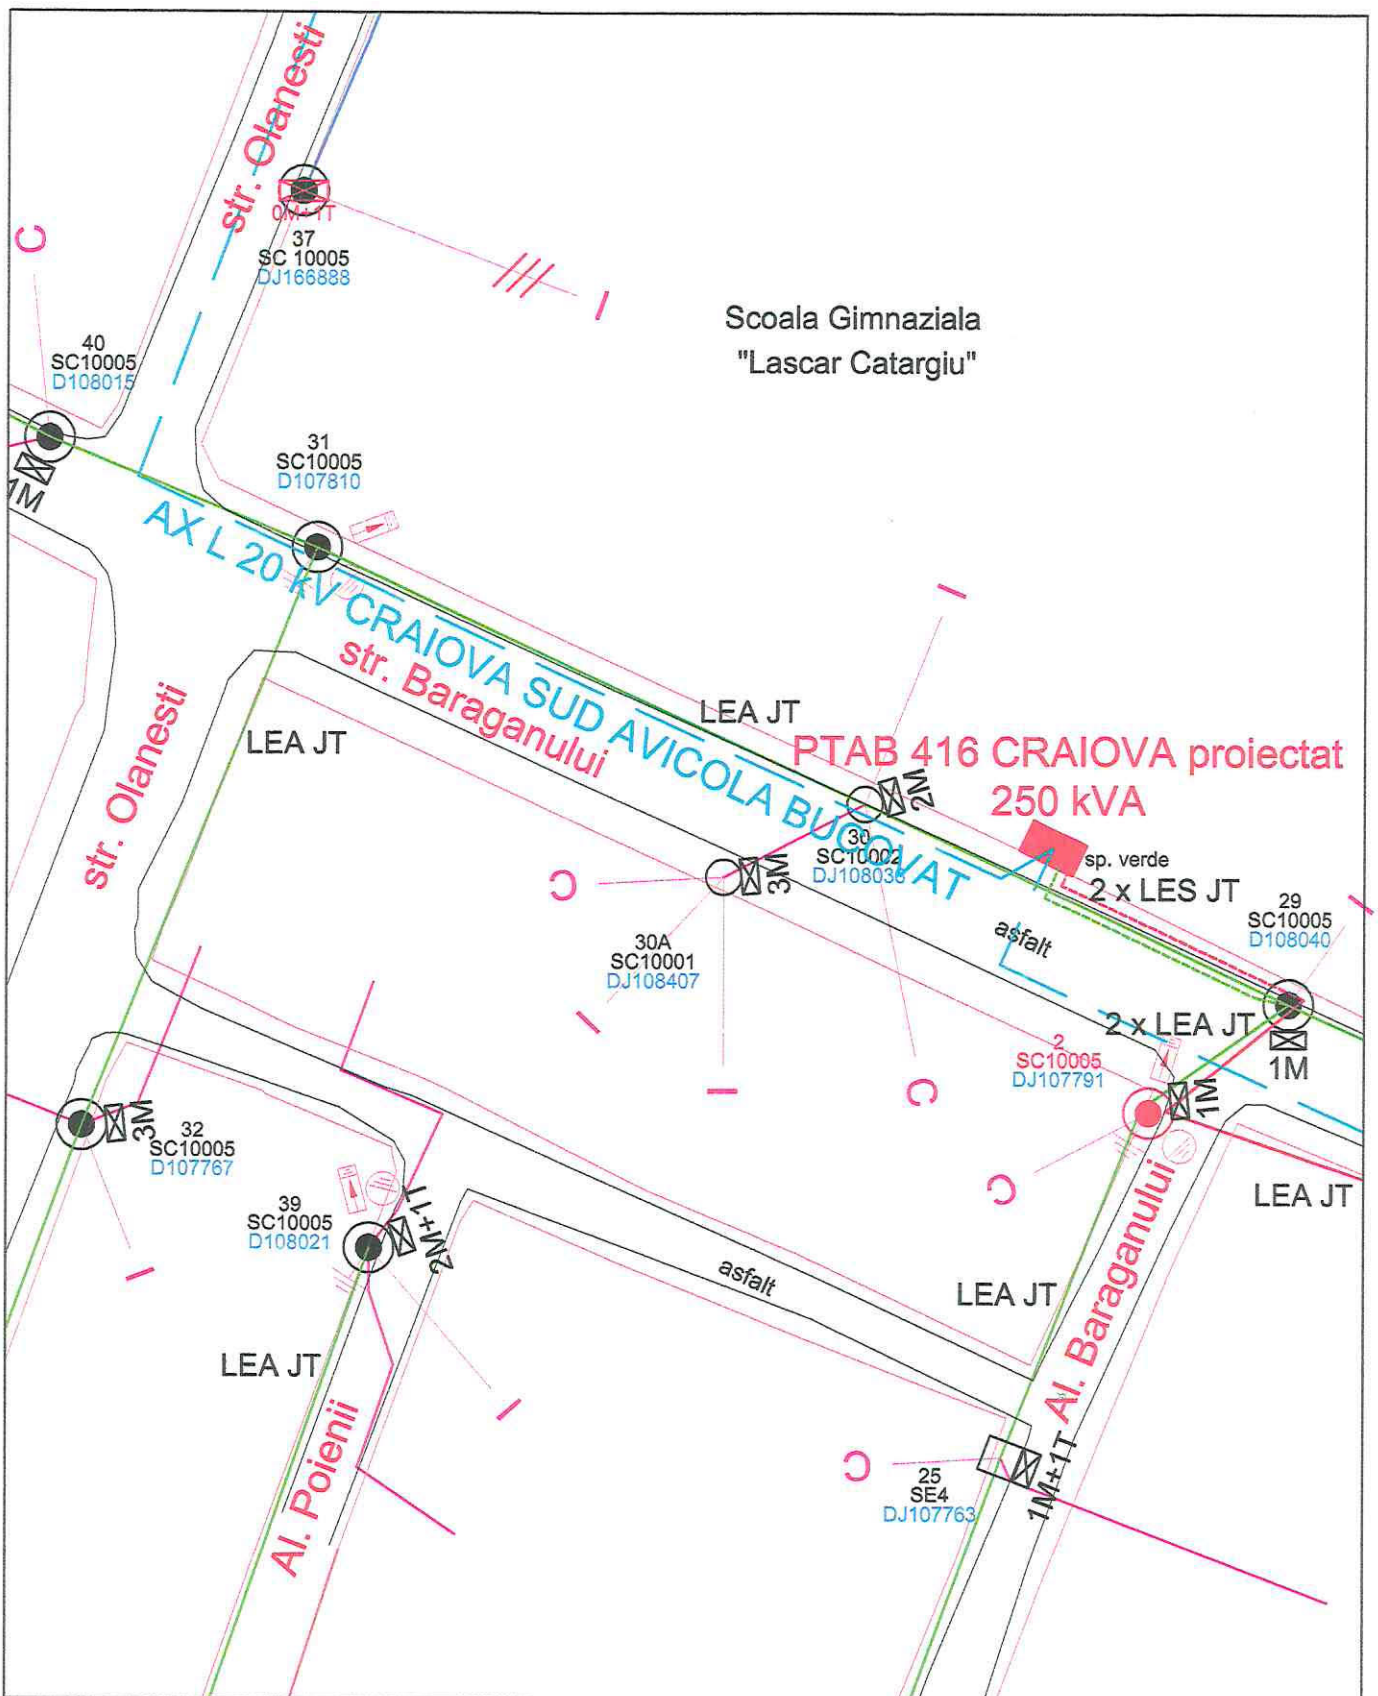 str. Olanesti
0M+1T
37
SC 10005
DJ166888
I
C
Scoala Gimnaziala
"Lascar Catargiu"
40
SC10005
D108015
1M
31
SC10005
D107810
AX L 20 kV CRAIOVA SUD AVICOLA BUCOVAT
str. Baraganului
I
LEA JT
LEA JT
str. Olanesti
PTAB 416 CRAIOVA proiectat
250 kVA
2M
30
SC10002
DJ108036
sp. verde
2 x LES JT
3M
C
29
SC10005
D108040
I
asfalt
30A
SC10001
DJ108407
I
I
C
2 x LEA JT
1M
2
SC10005
DJ107791
1M
C
3M
32
SC10005
D107767
I
39
SC10005
D108021
2M+1T
asfalt
LEA JT
LEA JT
Al. Baraganului
LEA JT
I
Al. Poienii
C
25
SE4
DJ107763
1M+1T